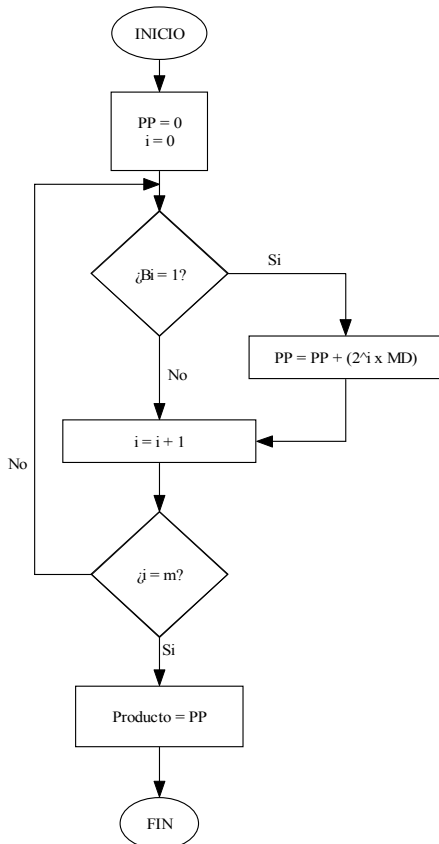 INICIO
PP = 0
i = 0
¿Bi = 1?
Si
PP = PP + (2^i x MD)
No
i = i + 1
No
¿i = m?
Si
Producto = PP
FIN